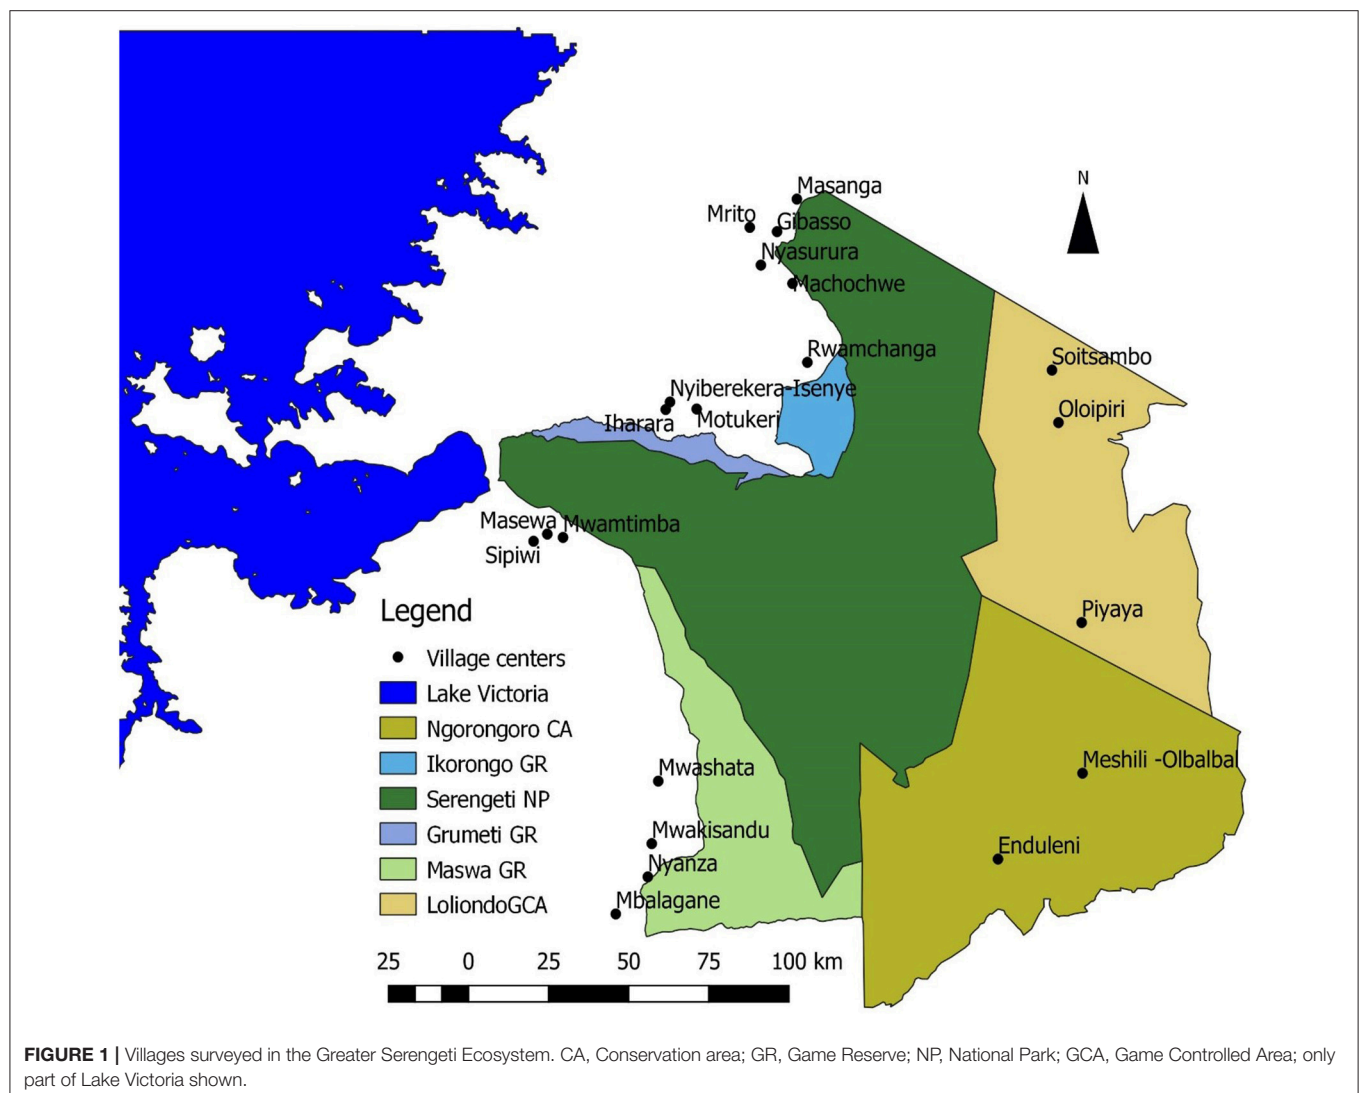 N
Masanga
Mrito
Gibasso
Nyasurura
Machochwe
Rwamchanga
Soitsambo
Nyiberekera-Isenye
Oloipiri
Iharara
Motukeri
Masewa
Mwamtimba
Sipiwi
Piyaya
Meshili -Olbalbal
Mwashata
Mwakisandu
Enduleni
Nyanza
Mbalagane
Legend
Village centers
Lake Victoria
Ngorongoro CA
Ikorongo GR
Serengeti NP
Grumeti GR
Maswa GR
LoliondoGCA
25 0 25 50 75 100 km
FIGURE 1 | Villages surveyed in the Greater Serengeti Ecosystem. CA, Conservation area; GR, Game Reserve; NP, National Park; GCA, Game Controlled Area; only
part of Lake Victoria shown.